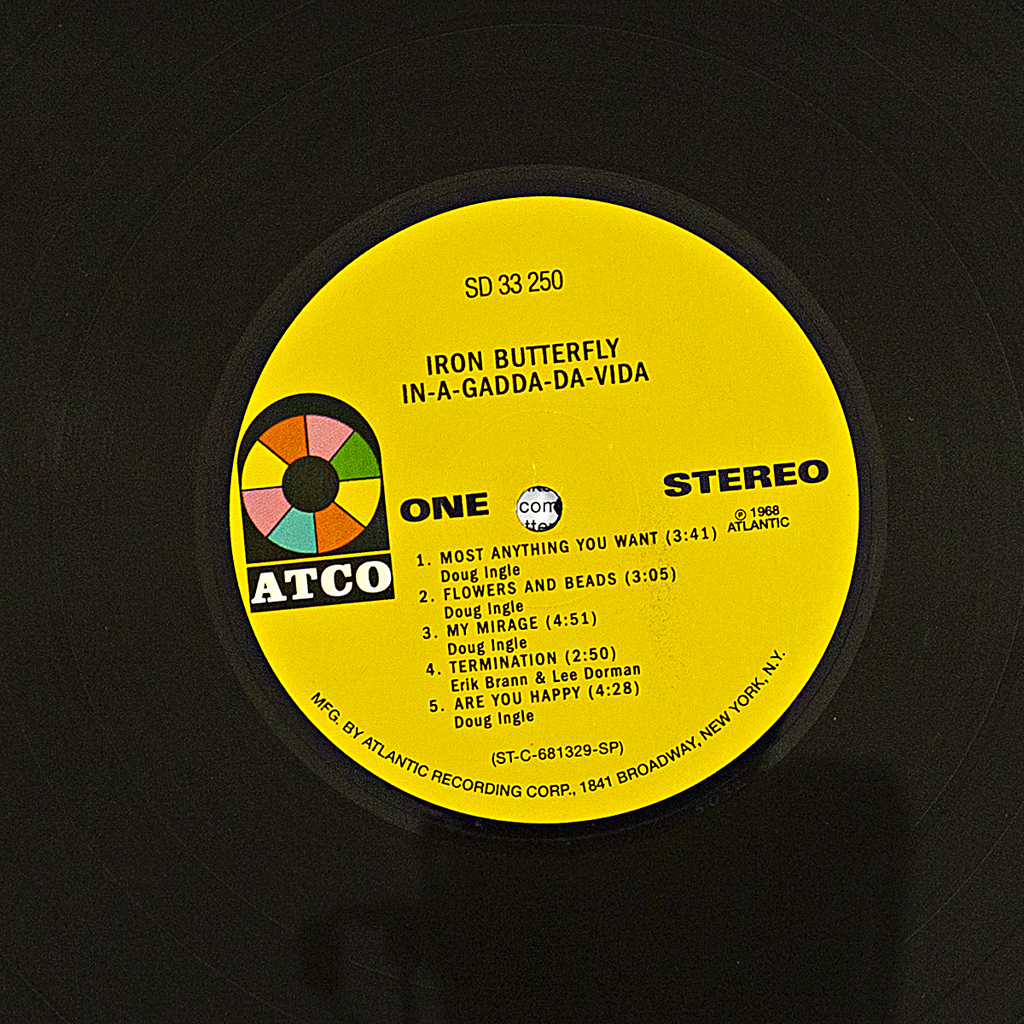 SD 33 250
IRON BUTTERFLY
IN-A-GADDA-DA-VIDA
ATCO
ONE
STEREO
℗ 1968
ATLANTIC
com
1. MOST ANYTHING YOU WANT (3:41)
Doug Ingle
2. FLOWERS AND BEADS (3:05)
Doug Ingle
3. MY MIRAGE (4:51)
Doug Ingle
4. TERMINATION (2:50)
Erik Brann & Lee Dorman
5. ARE YOU HAPPY (4:28)
Doug Ingle
(ST-C-681329-SP)
MFG. BY ATLANTIC RECORDING CORP., 1841 BROADWAY, NEW YORK, N.Y.